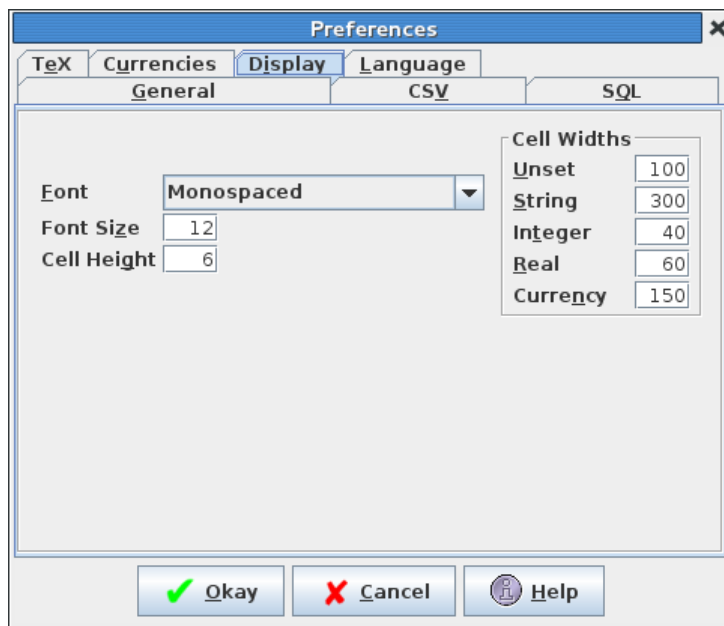 Preferences
TeX Currencies Display Language
General CSV SQL
Cell Widths
Unset 100
Font Monospaced
String 300
Font Size 12
Integer 40
Cell Height 6
Real 60
Currency 150
Okay Cancel Help